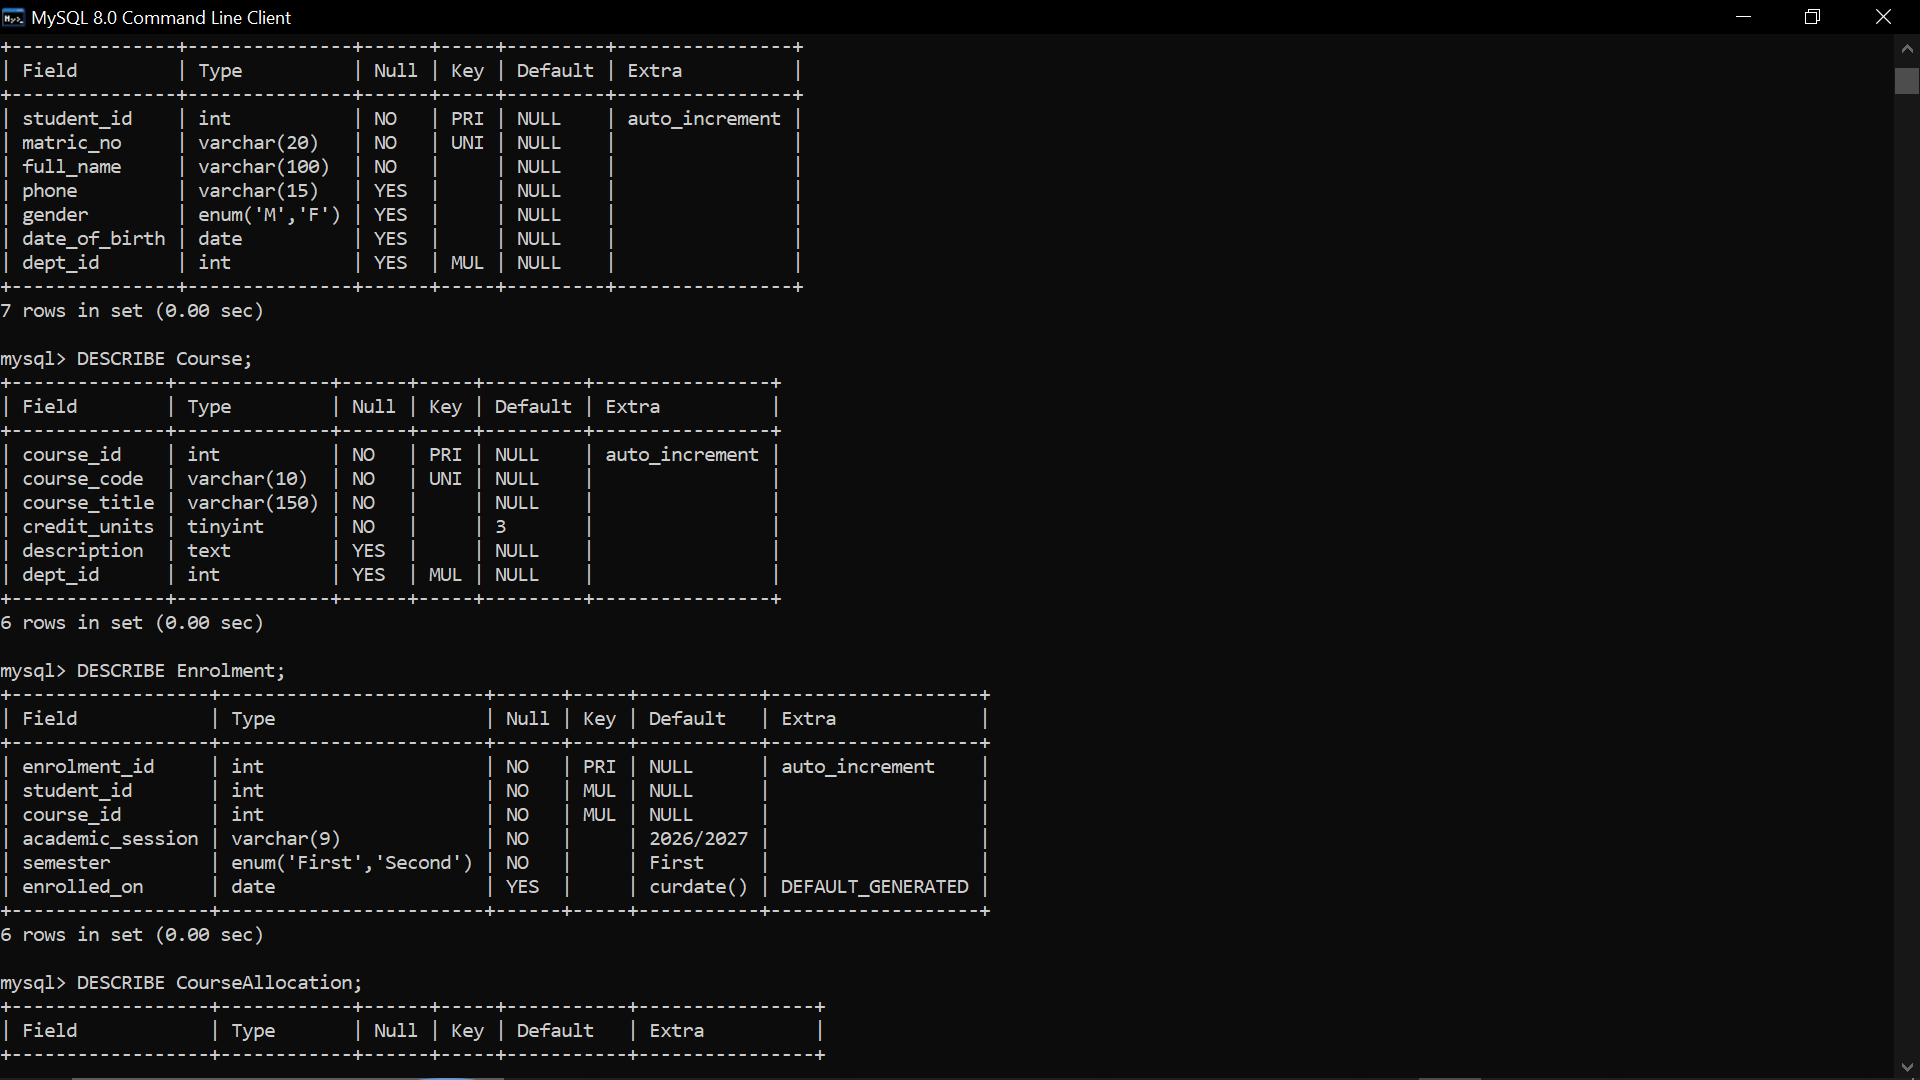 MySQL 8.0 Command Line Client
+---------------+---------------+------+-----+---------+----------------+
| Field         | Type          | Null | Key | Default | Extra          |
+---------------+---------------+------+-----+---------+----------------+
| student_id    | int           | NO   | PRI | NULL    | auto_increment |
| matric_no     | varchar(20)   | NO   | UNI | NULL    |                |
| full_name     | varchar(100)  | NO   |     | NULL    |                |
| phone         | varchar(15)   | YES  |     | NULL    |                |
| gender        | enum('M','F') | YES  |     | NULL    |                |
| date_of_birth | date          | YES  |     | NULL    |                |
| dept_id       | int           | YES  | MUL | NULL    |                |
+---------------+---------------+------+-----+---------+----------------+
7 rows in set (0.00 sec)

mysql> DESCRIBE Course;
+--------------+--------------+------+-----+---------+----------------+
| Field        | Type         | Null | Key | Default | Extra          |
+--------------+--------------+------+-----+---------+----------------+
| course_id    | int          | NO   | PRI | NULL    | auto_increment |
| course_code  | varchar(10)  | NO   | UNI | NULL    |                |
| course_title | varchar(150) | NO   |     | NULL    |                |
| credit_units | tinyint      | NO   |     | 3       |                |
| description  | text         | YES  |     | NULL    |                |
| dept_id      | int          | YES  | MUL | NULL    |                |
+--------------+--------------+------+-----+---------+----------------+
6 rows in set (0.00 sec)

mysql> DESCRIBE Enrolment;
+------------------+------------------------+------+-----+-----------+-------------------+
| Field            | Type                   | Null | Key | Default   | Extra             |
+------------------+------------------------+------+-----+-----------+-------------------+
| enrolment_id     | int                    | NO   | PRI | NULL      | auto_increment    |
| student_id       | int                    | NO   | MUL | NULL      |                   |
| course_id        | int                    | NO   | MUL | NULL      |                   |
| academic_session | varchar(9)             | NO   |     | 2026/2027 |                   |
| semester         | enum('First','Second') | NO   |     | First     |                   |
| enrolled_on      | date                   | YES  |     | curdate() | DEFAULT_GENERATED |
+------------------+------------------------+------+-----+-----------+-------------------+
6 rows in set (0.00 sec)

mysql> DESCRIBE CourseAllocation;
+------------------+------------+------+-----+-----------+----------------+
| Field            | Type       | Null | Key | Default   | Extra          |
+------------------+------------+------+-----+-----------+----------------+